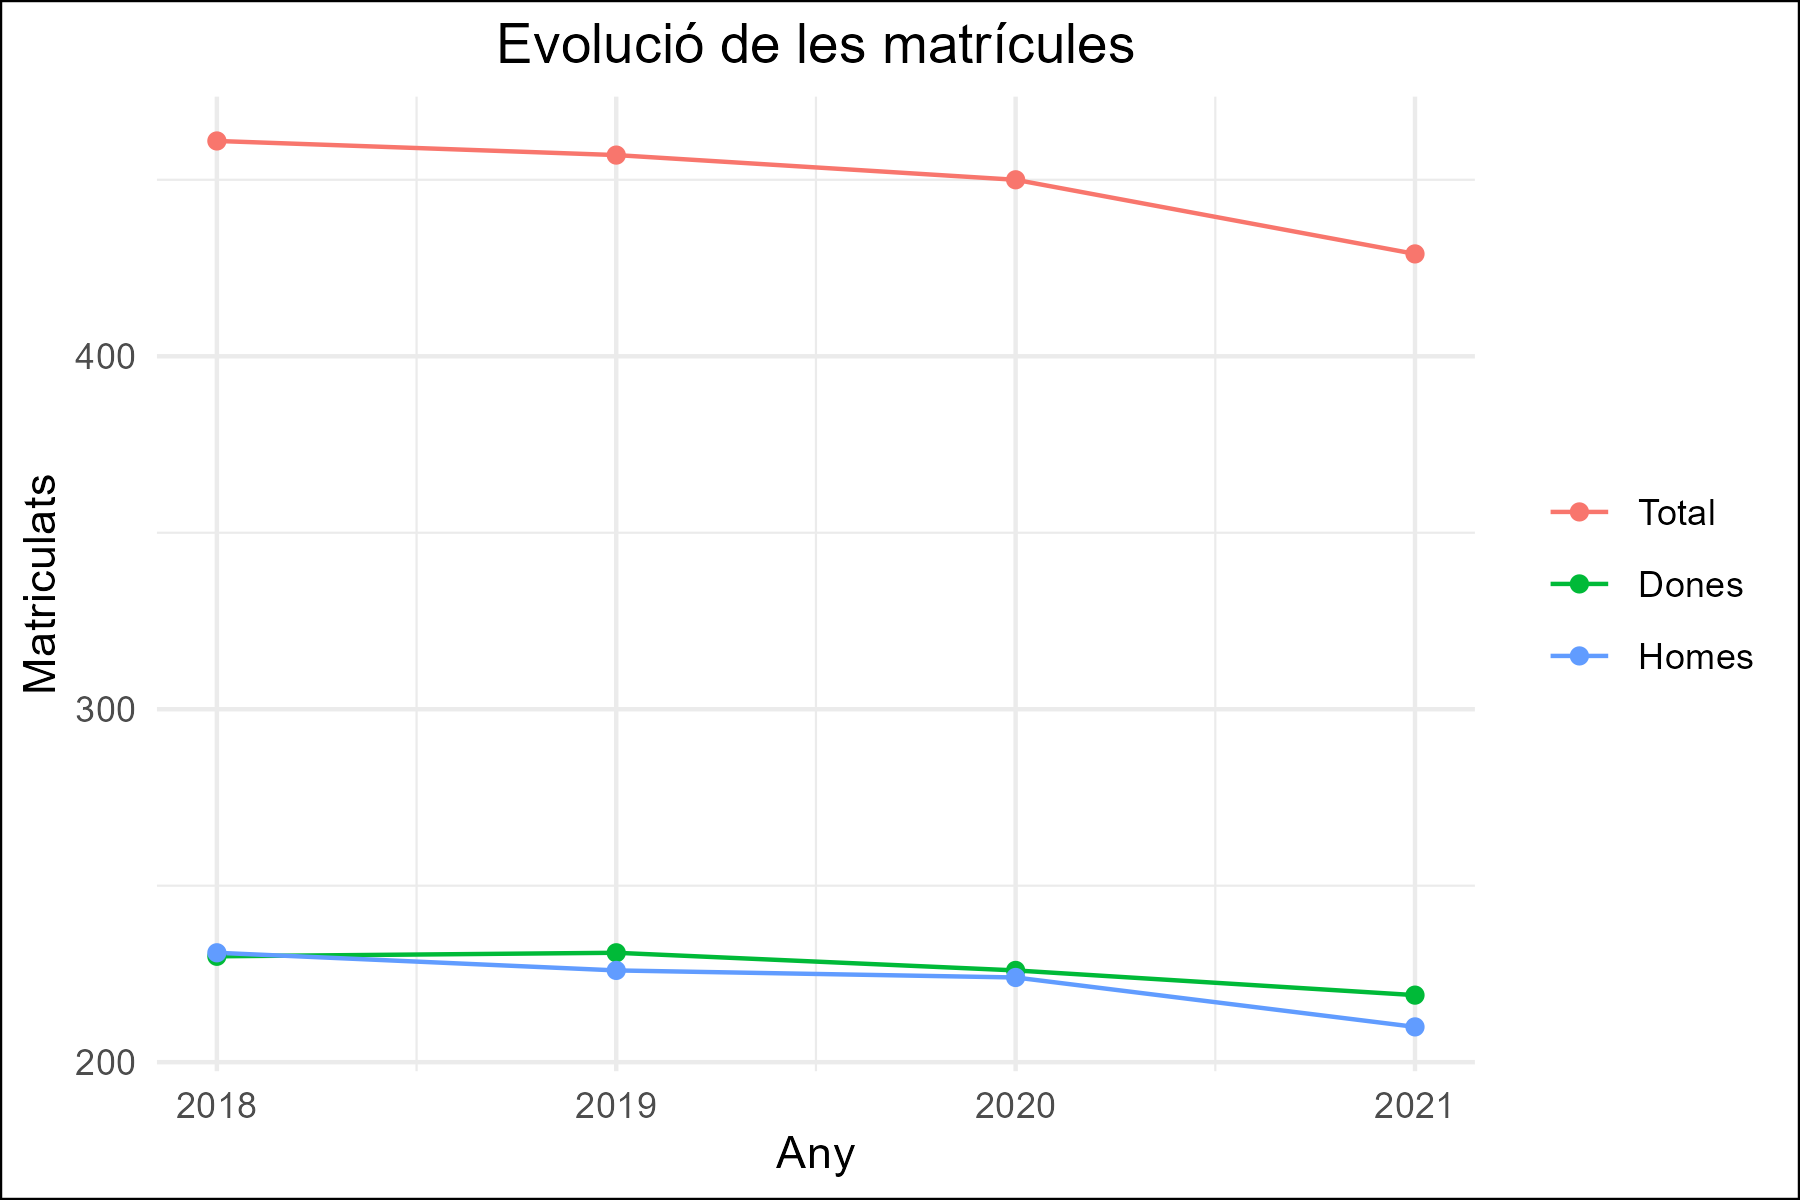 Evolució de les matrícules
Matriculats
400
300
200
2018
2019
2020
2021
Any
Total
Dones
Homes